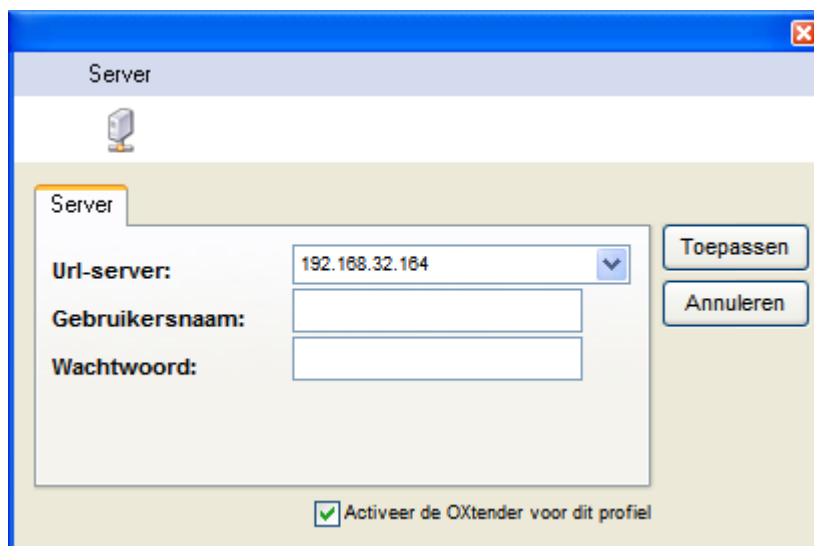 Server
Server
Url-server: 192.168.32.164
Toepassen
Gebruikersnaam:
Annuleren
Wachtwoord:
Activeer de OXtender voor dit profiel